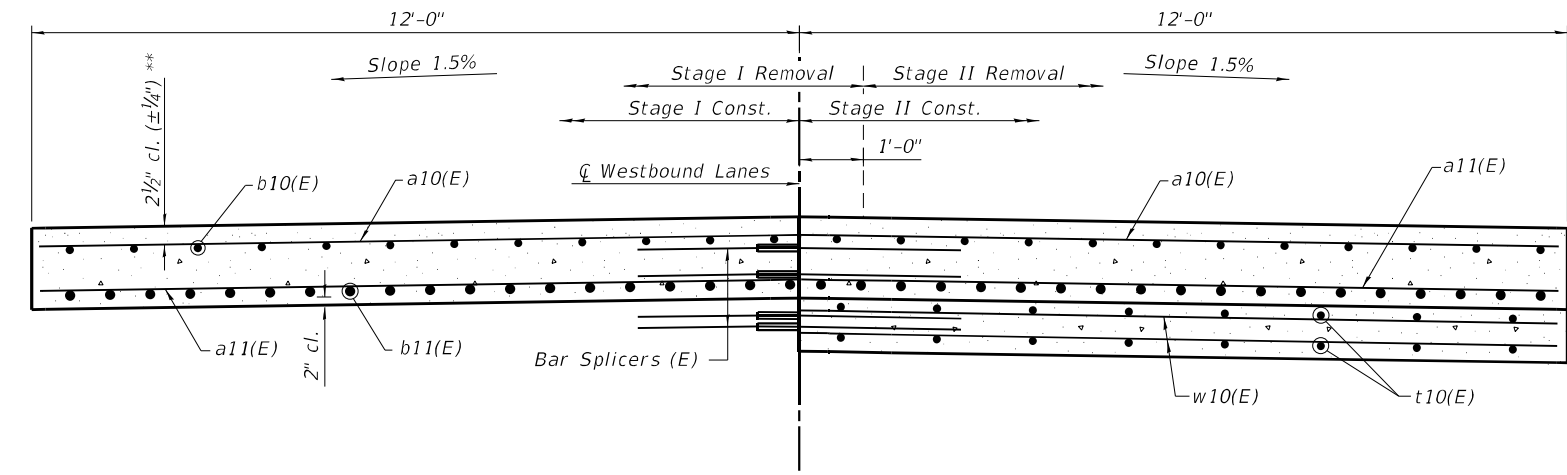 12'-0"
12'-0"
Slope 1.5%
Stage I Removal
Stage II Removal
Slope 1.5%
2½" cl. (±¼") **
Stage I Const.
Stage II Const.
1'-0"
℄ Westbound Lanes
b10(E)
a10(E)
a10(E)
a11(E)
a11(E)
2" cl.
b11(E)
Bar Splicers (E)
w10(E)
t10(E)